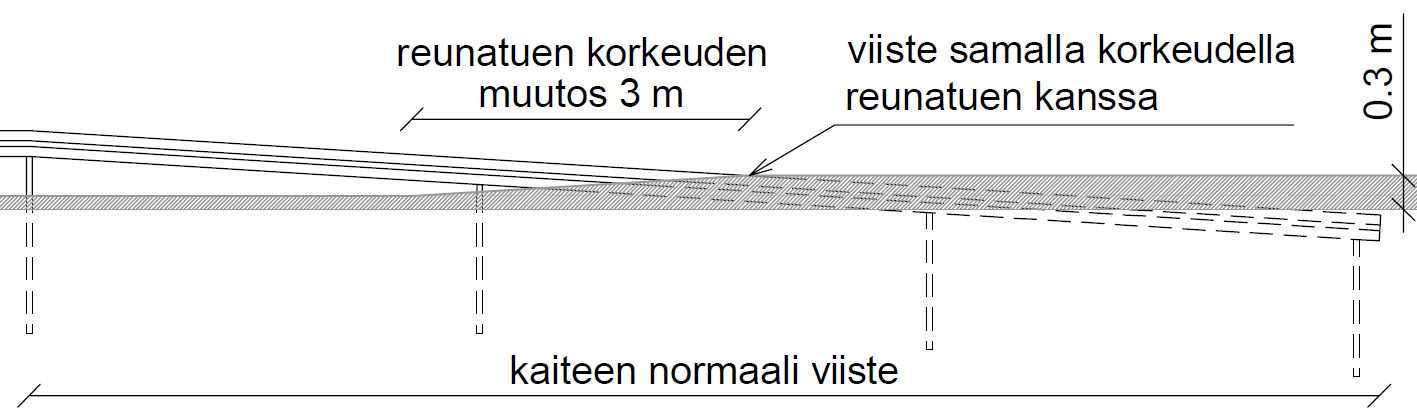 reunatuen korkeuden
muutos 3 m
viiste samalla korkeudella
reunatuen kanssa
0.3 m
kaiteen normaali viiste